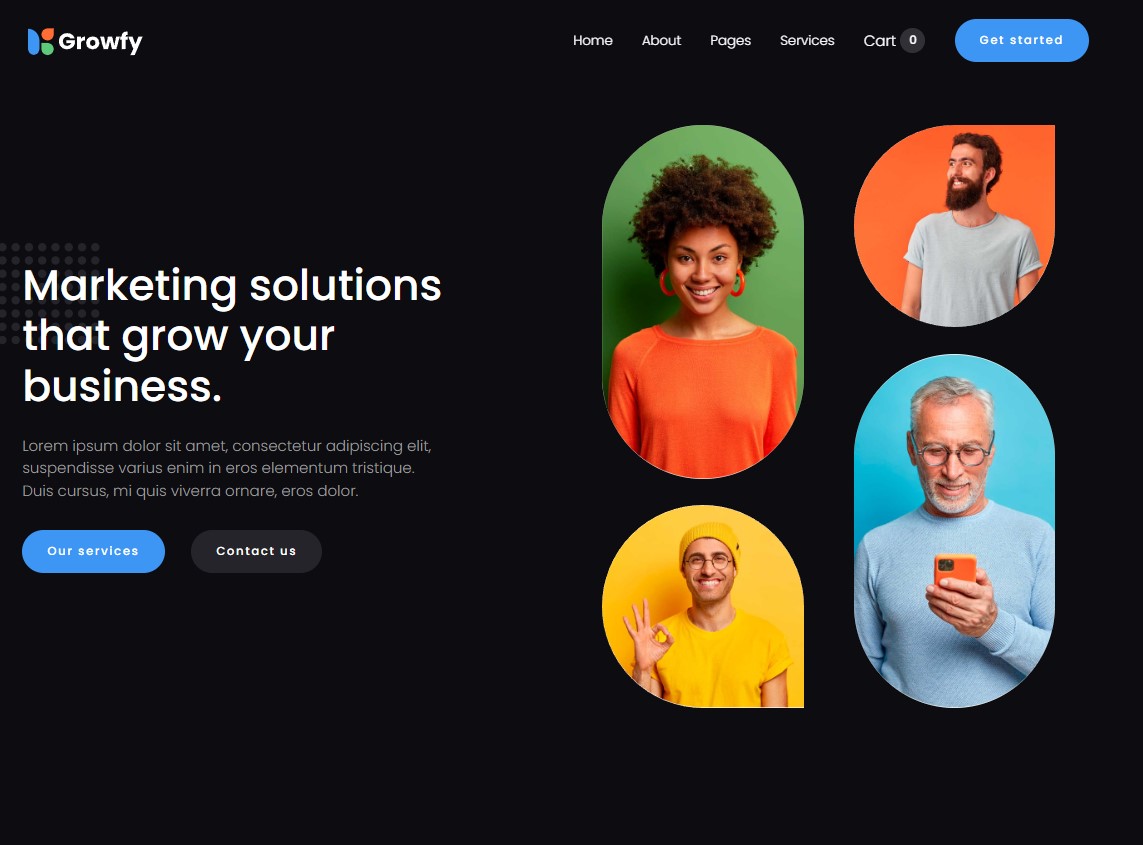 Growfy
Home About Pages Services Cart 0 Get started
Marketing solutions
that grow your
business.
Lorem ipsum dolor sit amet, consectetur adipiscing elit,
suspendisse varius enim in eros elementum tristique.
Duis cursus, mi quis viverra ornare, eros dolor.
Our services Contact us